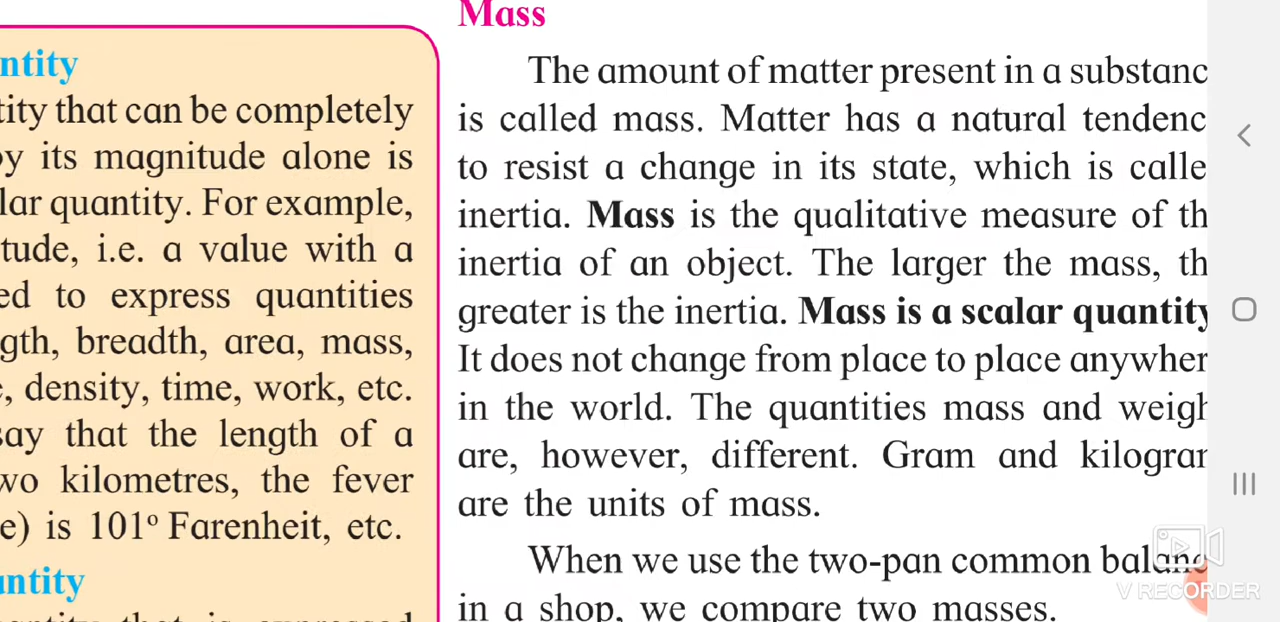 ntity
tity that can be completely
by its magnitude alone is
lar quantity. For example,
tude, i.e. a value with a
ed to express quantities
gth, breadth, area, mass,
, density, time, work, etc.
say that the length of a
wo kilometres, the fever
e) is 101° Farenheit, etc.
antity
that is expressed
Mass
The amount of matter present in a substanc
is called mass. Matter has a natural tendenc
to resist a change in its state, which is calle
inertia. Mass is the qualitative measure of th
inertia of an object. The larger the mass, th
greater is the inertia. Mass is a scalar quantity
It does not change from place to place anywher
in the world. The quantities mass and weigh
are, however, different. Gram and kilogra
are the units of mass.
When we use the two-pan common balanc
in a shop, we compare two masses.
V RECORDER